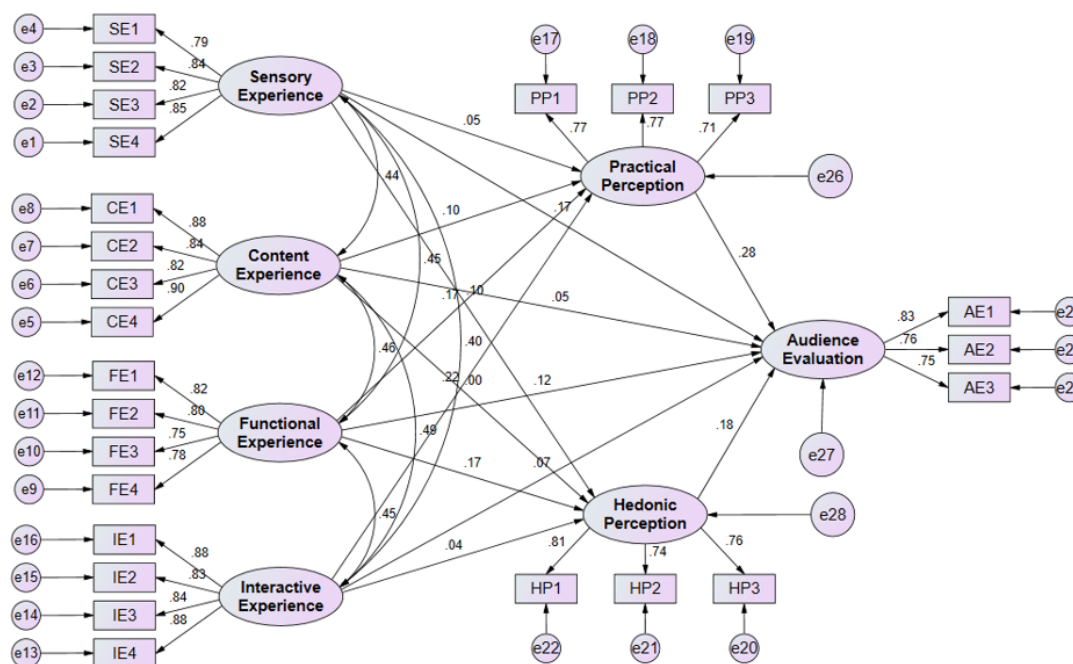 e4
SE1
e3
SE2
e2
SE3
e1
SE4
.79
.84
.82
.85
Sensory
Experience
e8
CE1
e7
CE2
e6
CE3
e5
CE4
.88
.84
.82
.90
Content
Experience
e12
FE1
e11
FE2
e10
FE3
e9
FE4
.82
.80
.75
.78
Functional
Experience
e16
IE1
e15
IE2
e14
IE3
e13
IE4
.88
.83
.84
.88
Interactive
Experience
.44
.45
.40
.46
.49
.45
.05
.10
.17
.10
.17
.00
.05
.22
.12
.17
.07
.04
e17
e18
e19
PP1
PP2
PP3
.77
.77
.71
Practical
Perception
e26
.28
Audience
Evaluation
.83
.76
.75
AE1
AE2
AE3
e2
e2
e2
e27
.18
Hedonic
Perception
e28
.81
.74
.76
HP1
HP2
HP3
e22
e21
e20